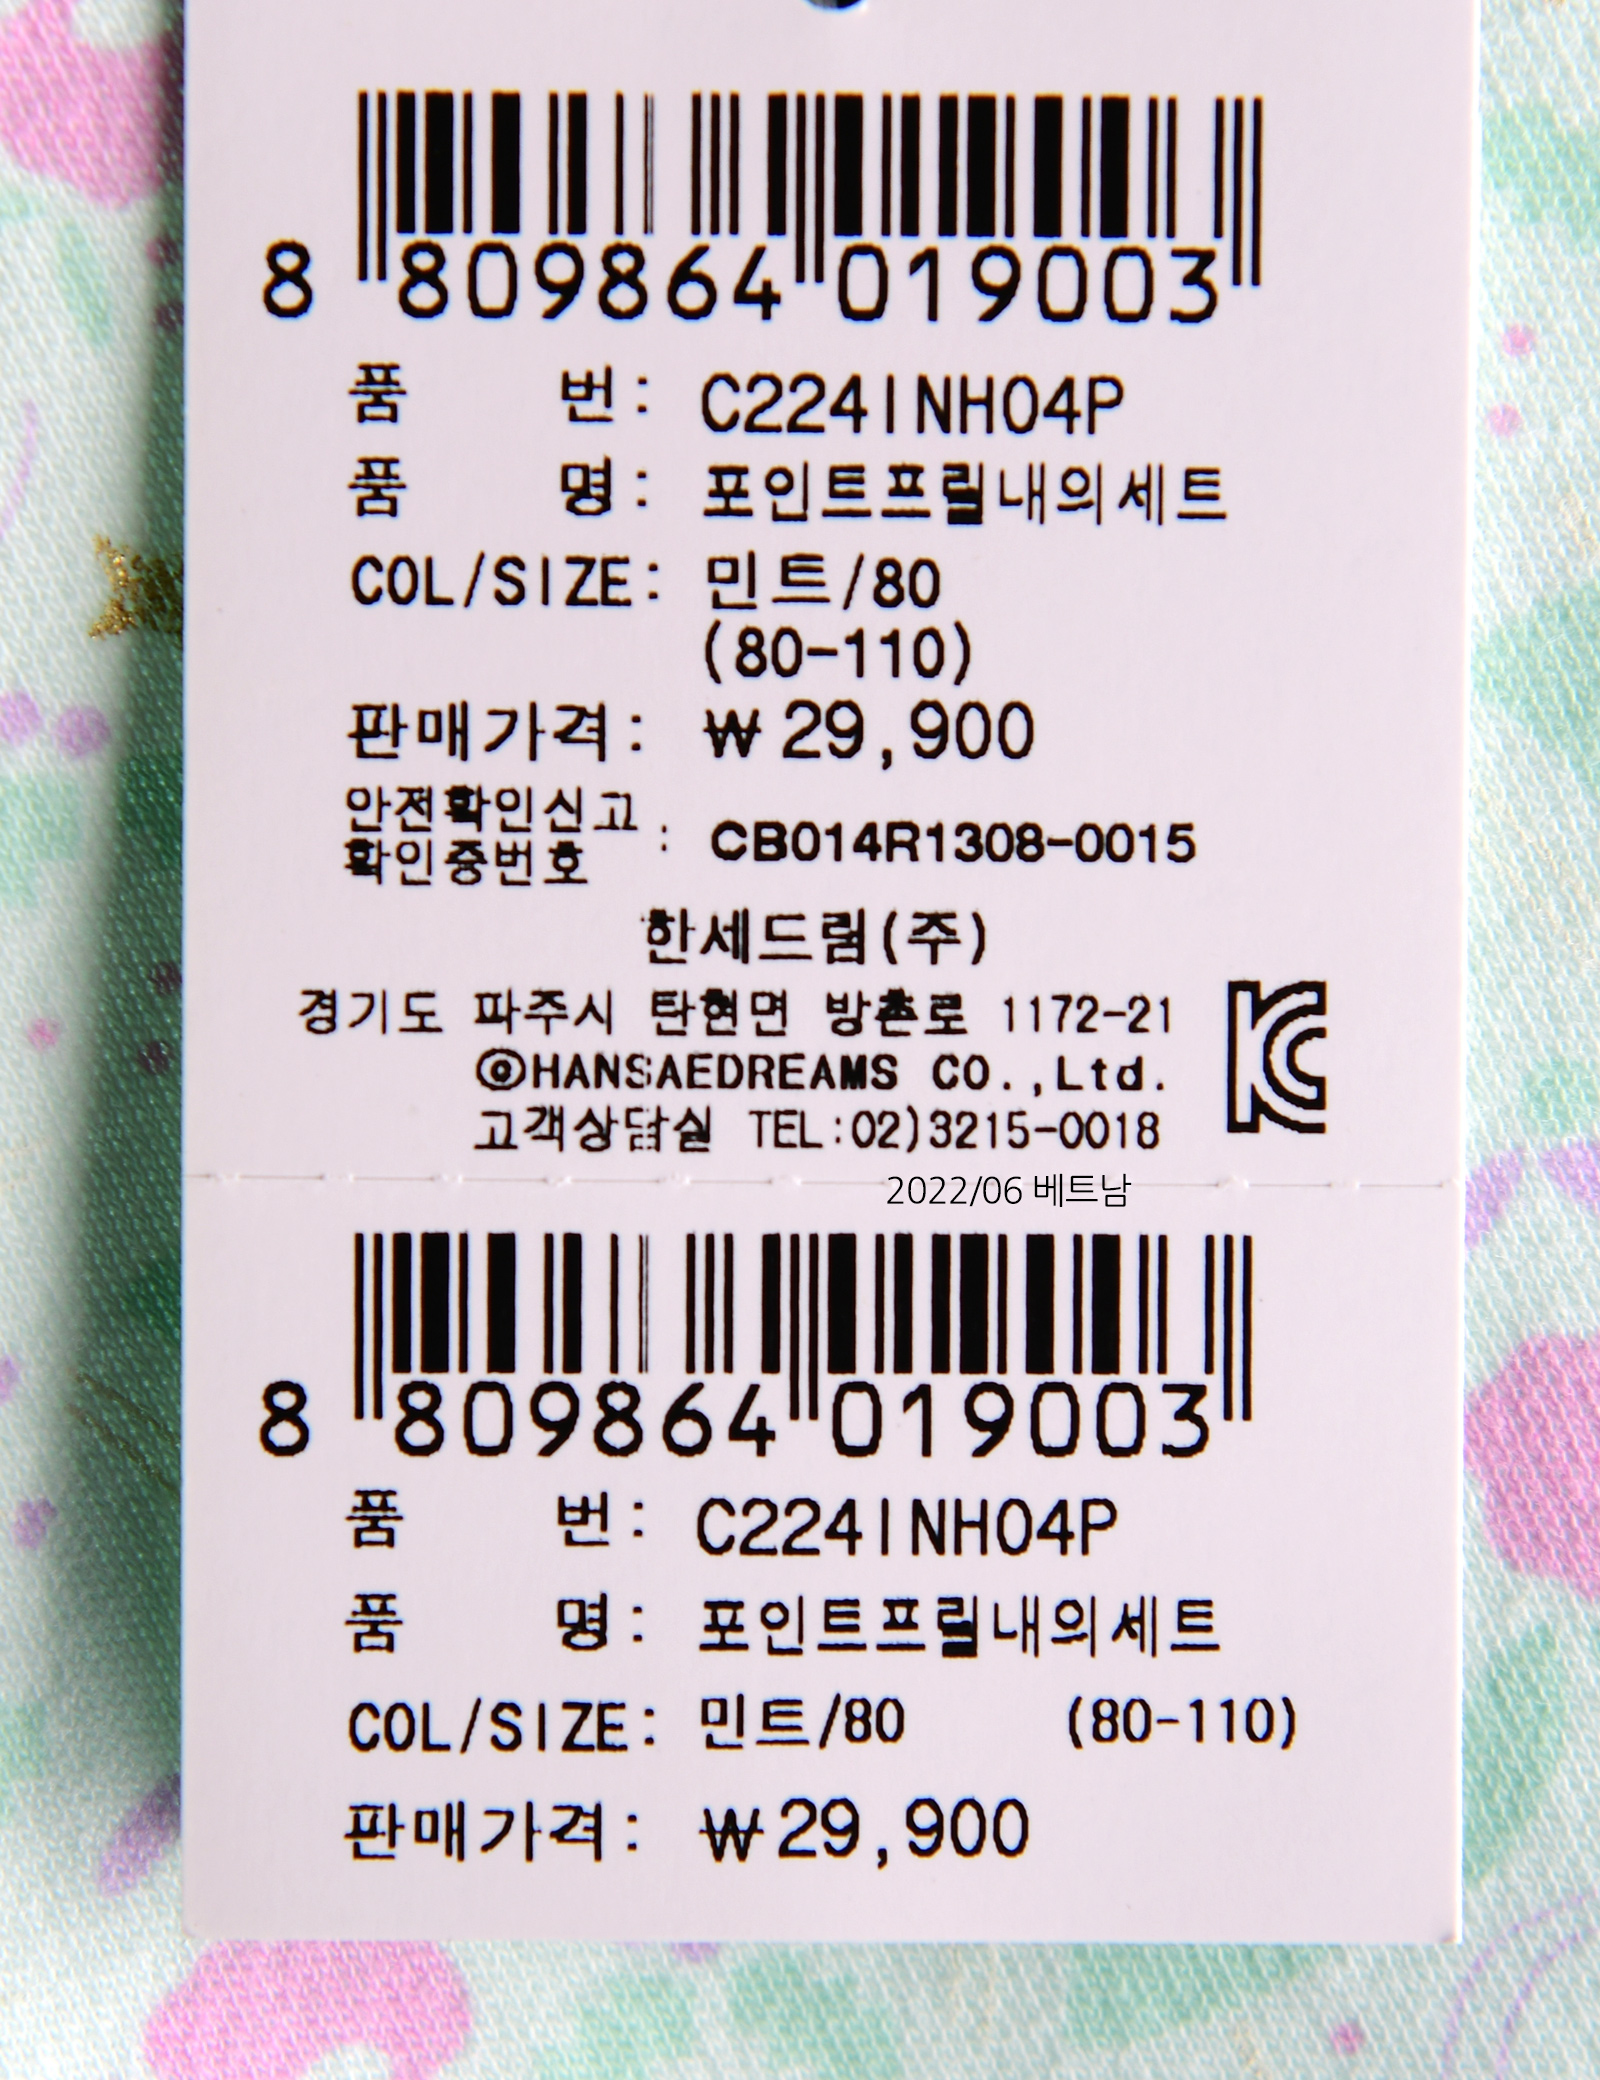 8 809864 019003
품 번: C224INH04P
품 명: 포인트프릴내의세트
COL/SIZE: 민트/80
(80-110)
판매가격: ₩29,900
안전확인신고
확인증번호 : CB014R1308-0015
한세드림(주)
경기도 파주시 탄현면 방촌로 1172-21
ⓒHANSAEDREAMS CO.,Ltd.
고객상담실 TEL:02)3215-0018
2022/06 베트남
8 809864 019003
품 번: C224INH04P
품 명: 포인트프릴내의세트
COL/SIZE: 민트/80 (80-110)
판매가격: ₩29,900